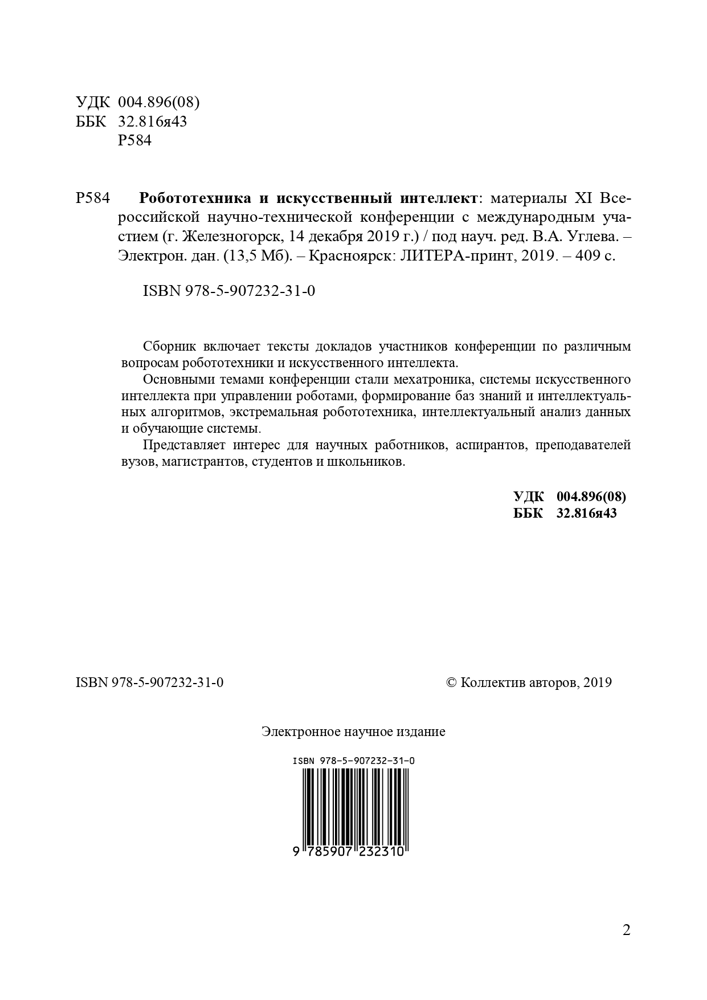 УДК 004.896(08)
ББК 32.816я43
Р584
Р584 Робототехника и искусственный интеллект: материалы XI Все-
российской научно-технической конференции с международным уча-
стием (г. Железногорск, 14 декабря 2019 г.) / под науч. ред. В.А. Углева. –
Электрон. дан. (13,5 Мб). – Красноярск: ЛИТЕРА-принт, 2019. – 409 с.
ISBN 978-5-907232-31-0
Сборник включает тексты докладов участников конференции по различным
вопросам робототехники и искусственного интеллекта.
Основными темами конференции стали мехатроника, системы искусственного
интеллекта при управлении роботами, формирование баз знаний и интеллектуаль-
ных алгоритмов, экстремальная робототехника, интеллектуальный анализ данных
и обучающие системы.
Представляет интерес для научных работников, аспирантов, преподавателей
вузов, магистрантов, студентов и школьников.
УДК 004.896(08)
ББК 32.816я43
ISBN 978-5-907232-31-0 © Коллектив авторов, 2019
Электронное научное издание
ISBN 978-5-907232-31-0
9 785907 232310
2